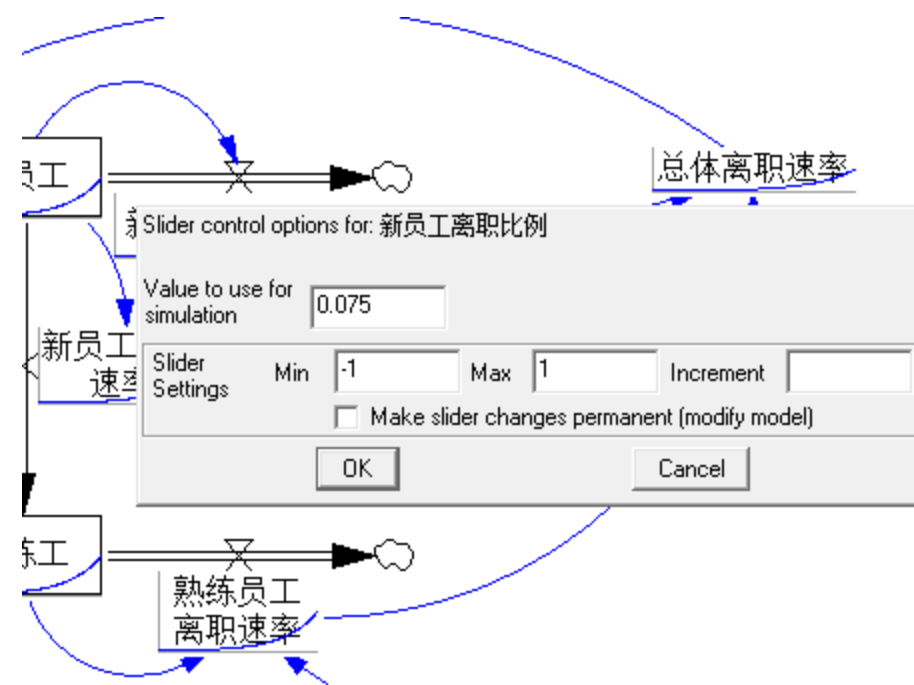 员工
总体离职速率
Slider control options for: 新员工离职比例
Value to use for
simulation
0.075
新员工
速率
Slider
Settings
Min
-1
Max
1
Increment
Make slider changes permanent (modify model)
OK
Cancel
练工
熟练员工
离职速率